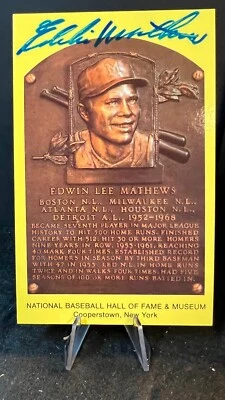 Eddie Mathews
EDWIN LEE MATHEWS
BOSTON N.L., MILWAUKEE N.L.,
ATLANTA N.L., HOUSTON N.L.,
DETROIT A.L., 1952-1968
BECAME SEVENTH PLAYER IN MAJOR LEAGUE
HISTORY TO HIT 500 HOME RUNS. FINISHED
CAREER WITH 512. HIT 30 OR MORE HOMERS
NINE YEARS IN ROW, 1953-1961, REACHING
40 MARK FOUR TIMES. ESTABLISHED RECORD
FOR HOMERS IN SEASON BY THIRD BASEMAN
WITH 47 IN 1953. LED N.L. IN HOME RUNS
TWICE AND IN WALKS FOUR TIMES. HAD FIVE
SEASONS OF 100 OR MORE RUNS BATTED IN.
NATIONAL BASEBALL HALL OF FAME & MUSEUM
Cooperstown, New York